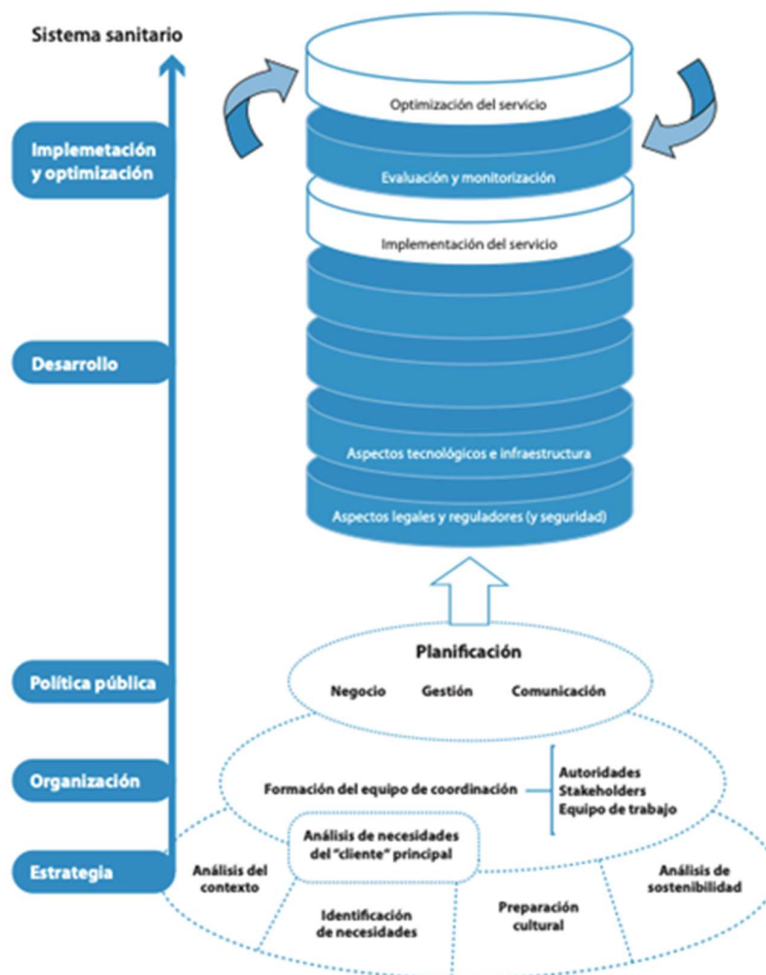 Sistema sanitario
Optimización del servicio
Implemetación
y optimización
Evaluación y monitorización
Implementación del servicio
Desarrollo
Aspectos tecnológicos e infraestructura
Aspectos legales y reguladores (y seguridad)
Planificación
Política pública
Negocio
Gestión
Comunicación
Organización
Formación del equipo de coordinación
Autoridades
Stakeholders
Equipo de trabajo
Estrategia
Análisis del
contexto
Análisis de necesidades
del "cliente" principal
Identificación
de necesidades
Preparación
cultural
Análisis de
sostenibilidad